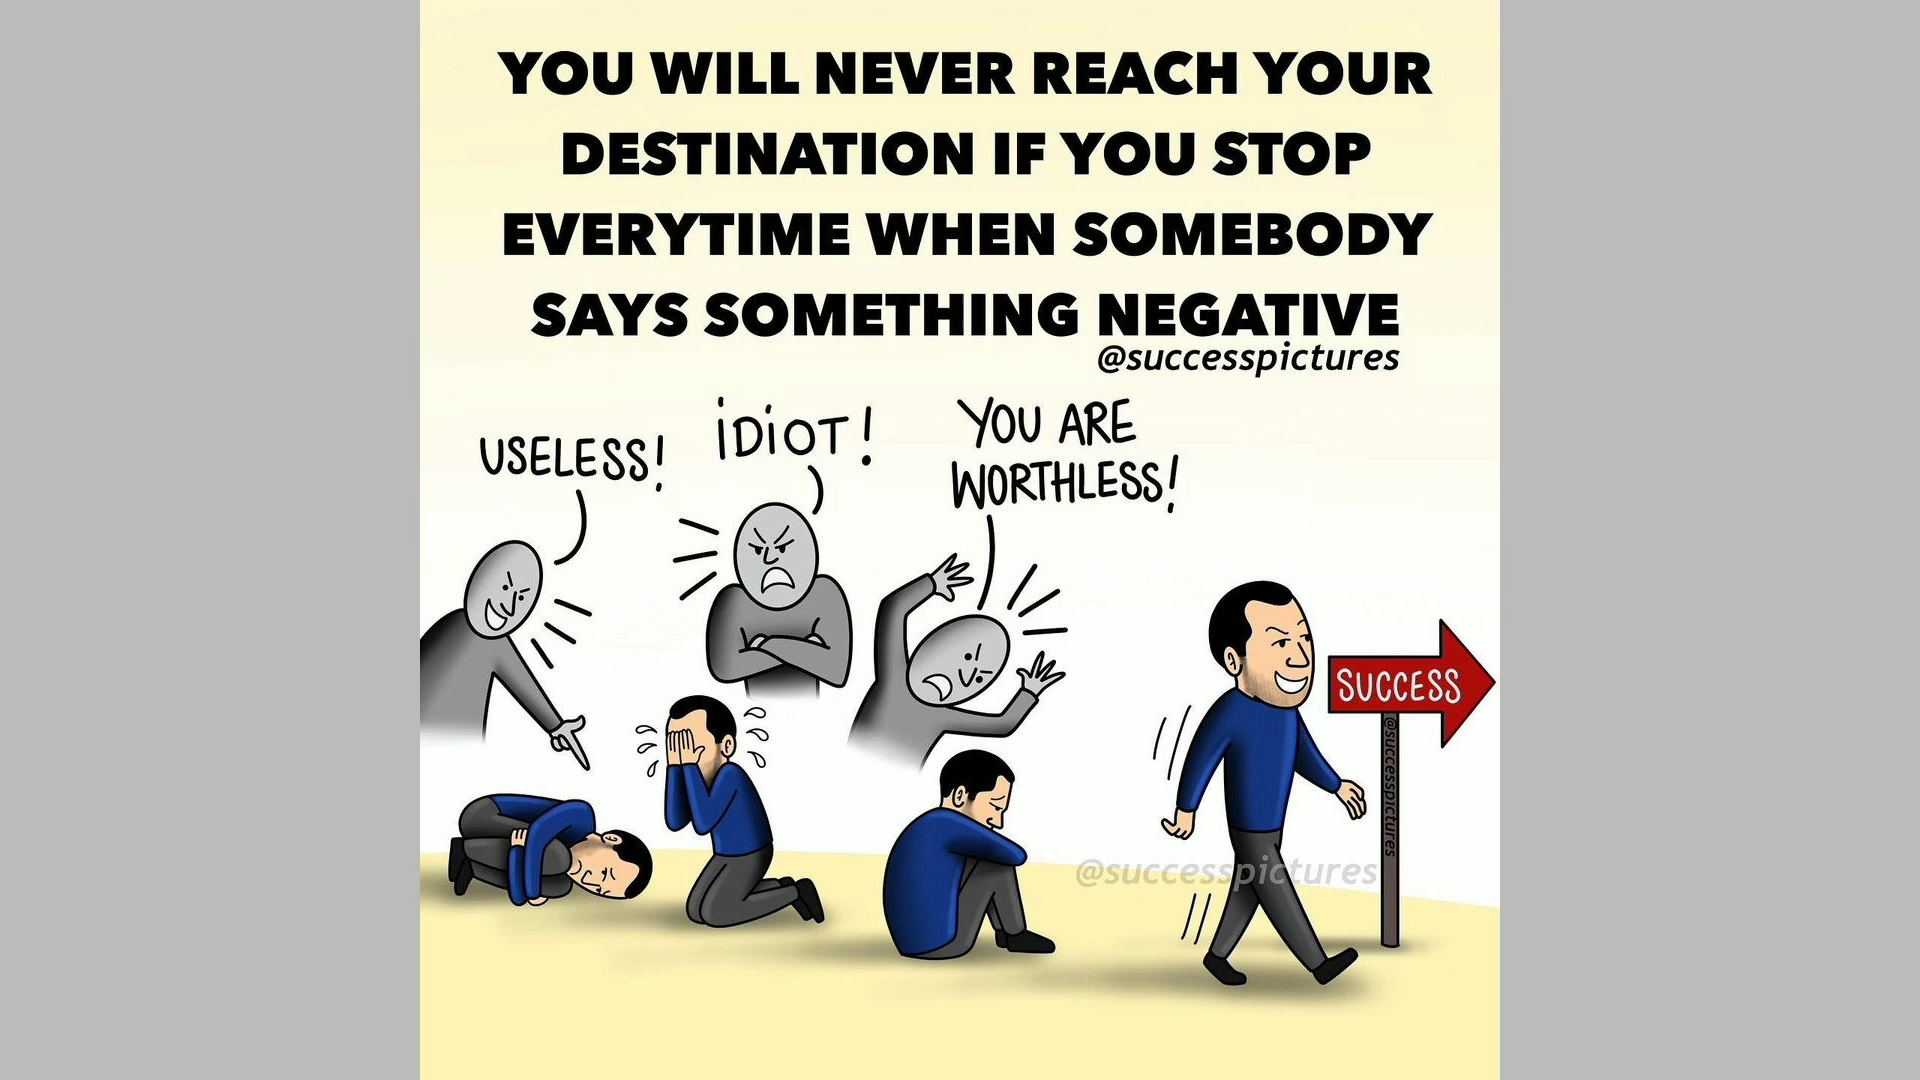 YOU WILL NEVER REACH YOUR
DESTINATION IF YOU STOP
EVERYTIME WHEN SOMEBODY
SAYS SOMETHING NEGATIVE
@successpictures
USELESS!
iDiOT!
YOU ARE
WORTHLESS!
SUCCESS
@successpictures
@successpictures